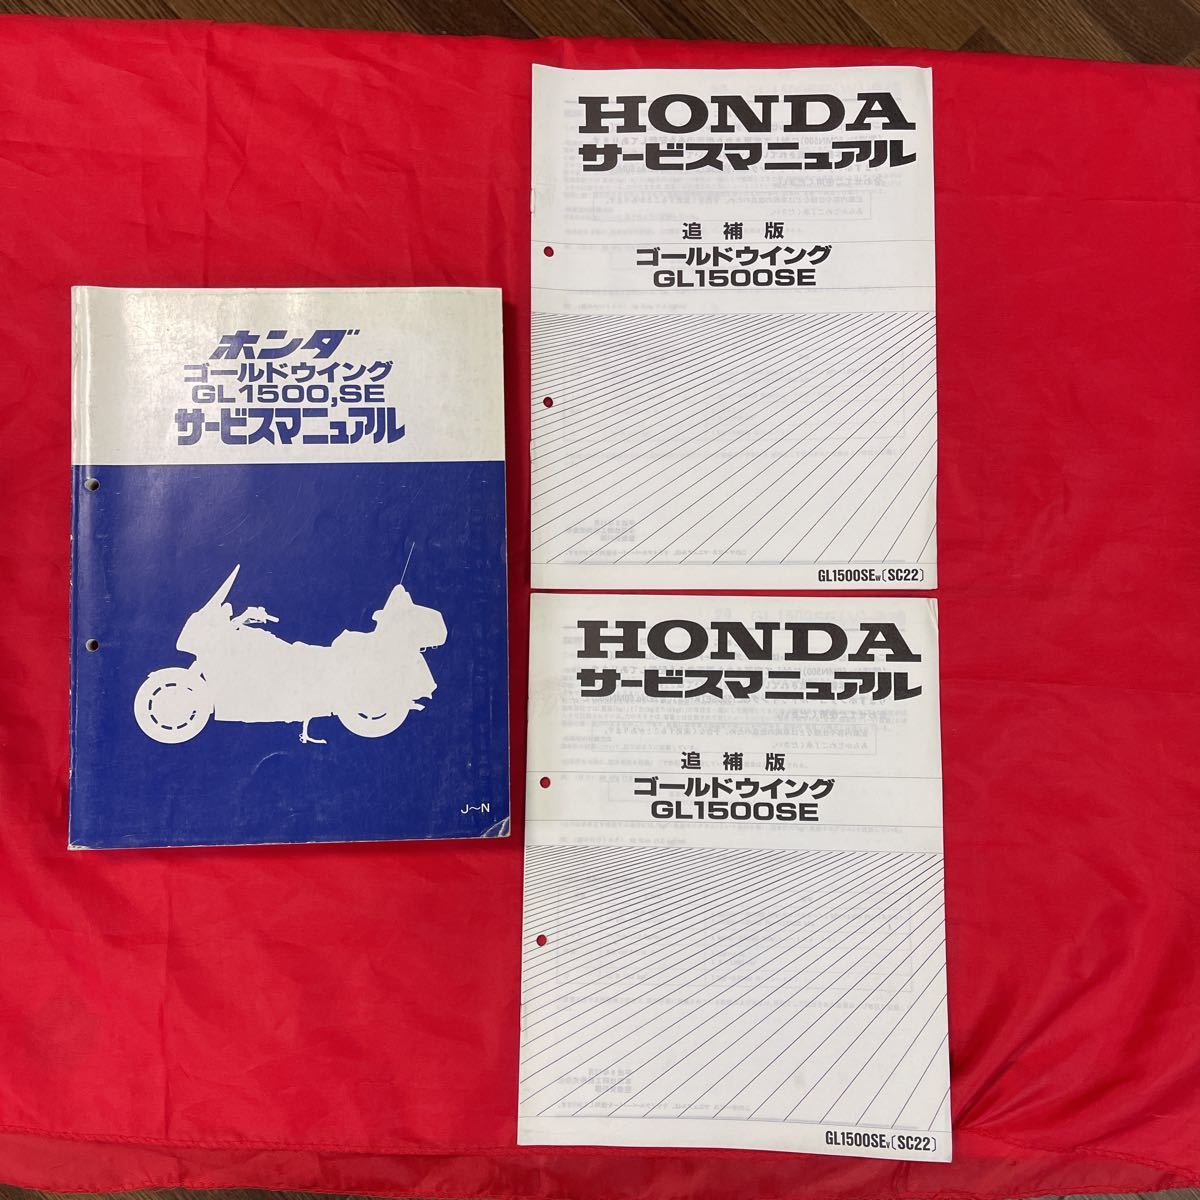 ホンダ
ゴールドウイング
GL1500,SE
サービスマニュアル
J〜N
HONDA
サービスマニュアル
追補版
ゴールドウイング
GL1500SE
GL1500SEW〔SC22〕
HONDA
サービスマニュアル
追補版
ゴールドウイング
GL1500SE
GL1500SEV〔SC22〕